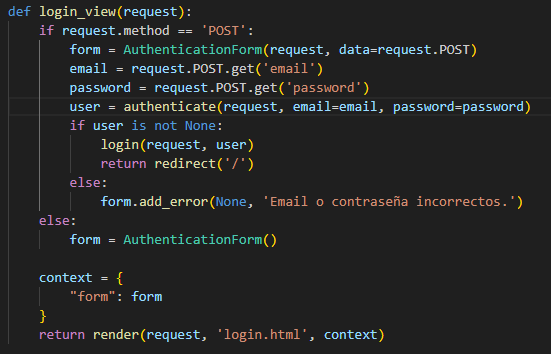 def login_view(request):
    if request.method == 'POST':
        form = AuthenticationForm(request, data=request.POST)
        email = request.POST.get('email')
        password = request.POST.get('password')
        user = authenticate(request, email=email, password=password)
        if user is not None:
            login(request, user)
            return redirect('/')
        else:
            form.add_error(None, 'Email o contraseña incorrectos.')
    else:
        form = AuthenticationForm()

    context = {
        "form": form
    }
    return render(request, 'login.html', context)